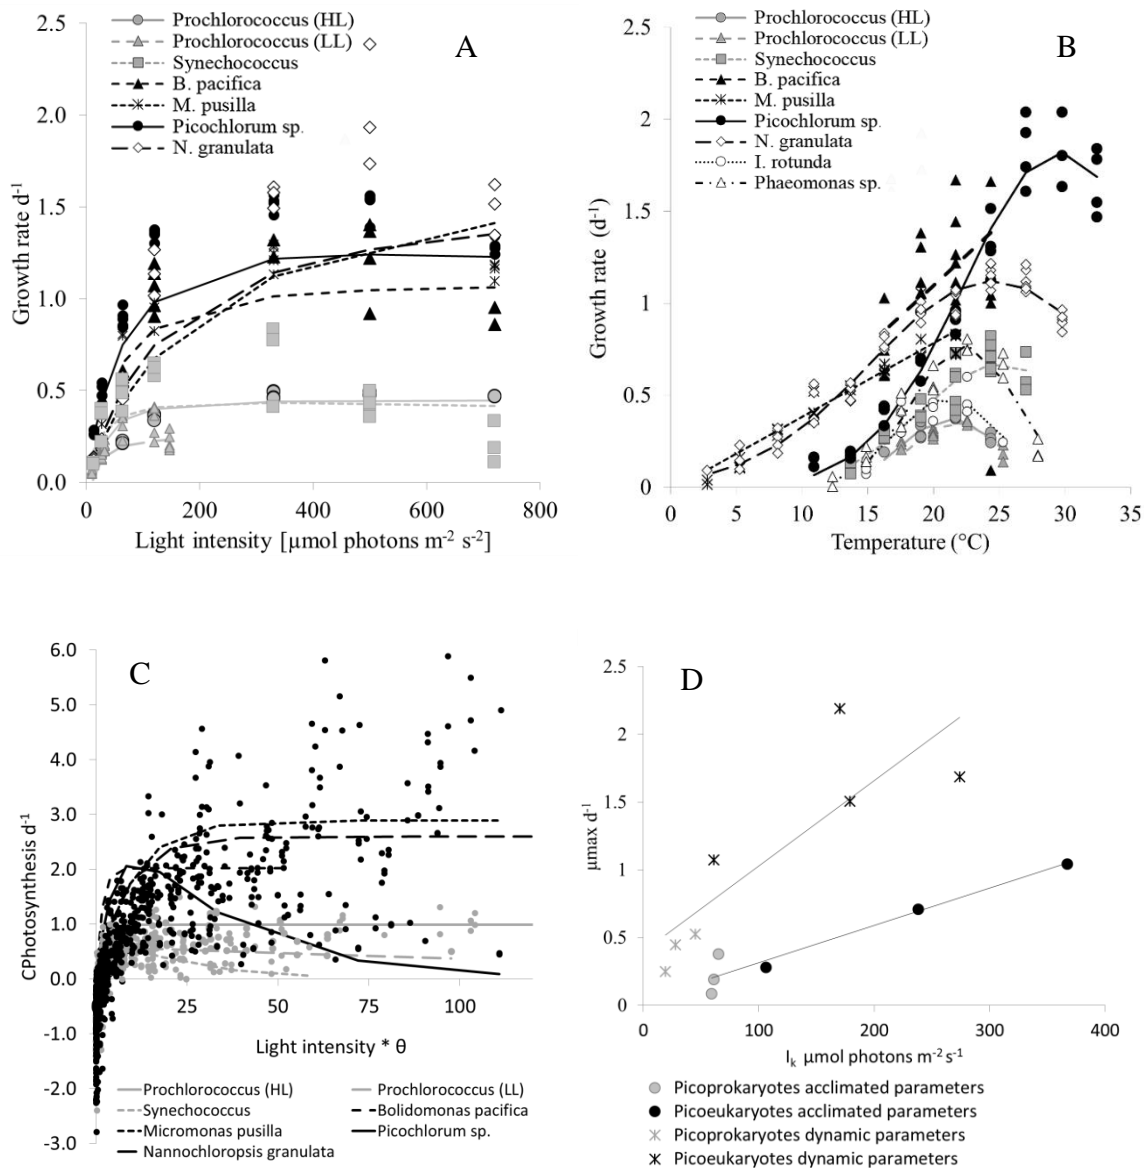 A
Prochlorococcus (HL)
Prochlorococcus (LL)
Synechococcus
B. pacifica
M. pusilla
Picochlorum sp.
N. granulata
Growth rate d-1
2.5
2.0
1.5
1.0
0.5
0.0
0 200 400 600 800
Light intensity [µmol photons m-2 s-2]
B
Prochlorococcus (HL)
Prochlorococcus (LL)
Synechococcus
B. pacifica
M. pusilla
Picochlorum sp.
N. granulata
I. rotunda
Phaeomonas sp.
Growth rate (d-1)
2.5
2
1.5
1
0.5
0
0 5 10 15 20 25 30 35
Temperature (°C)
C
CPhotosynthesis d-1
6.0
5.0
4.0
3.0
2.0
1.0
0.0
-1.0
-2.0
-3.0
25 50 75 100
Light intensity * θ
Prochlorococcus (HL) Prochlorococcus (LL)
Synechococcus Bolidomonas pacifica
Micromonas pusilla Picochlorum sp.
Nannochloropsis granulata
D
µmax d-1
2.5
2
1.5
1
0.5
0
0 100 200 300 400
Ik µmol photons m-2 s-1
Picoprokaryotes acclimated parameters
Picoeukaryotes acclimated parameters
Picoprokaryotes dynamic parameters
Picoeukaryotes dynamic parameters